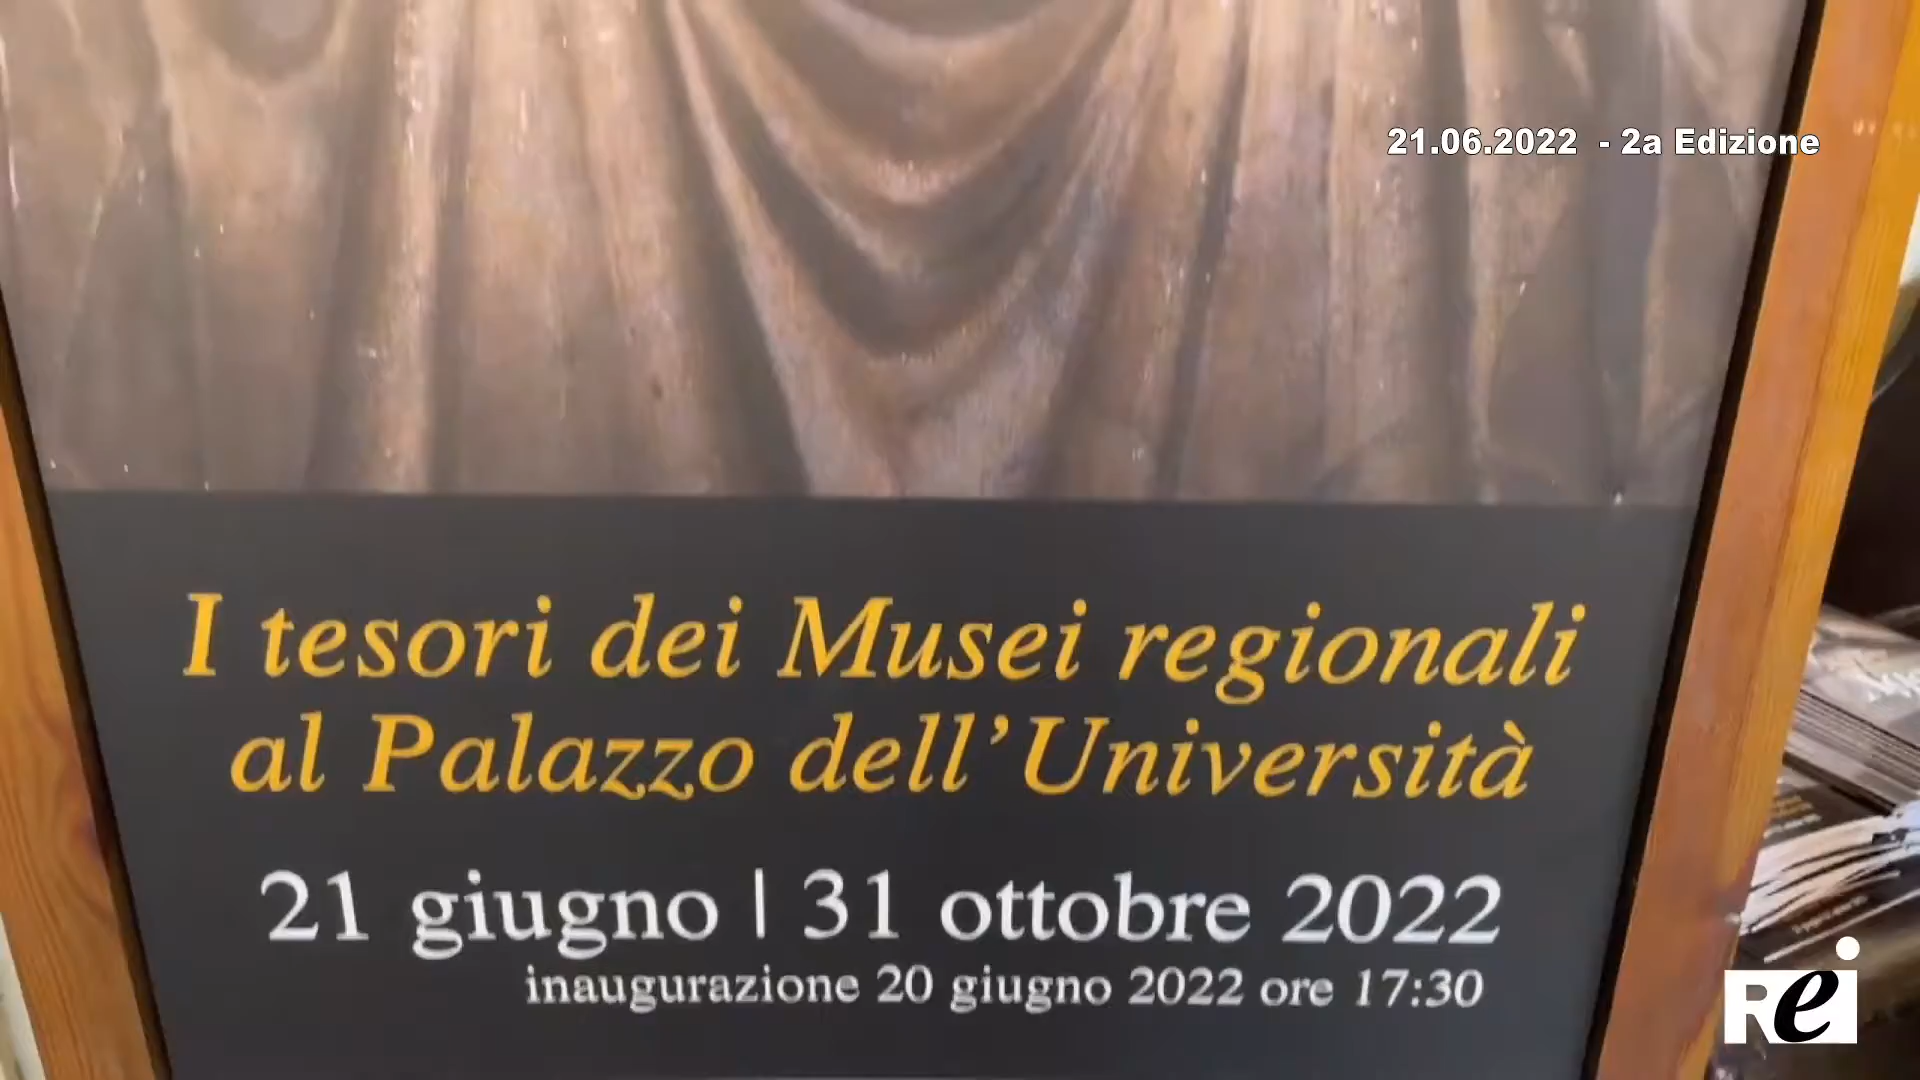 21.06.2022 - 2a Edizione
I tesori dei Musei regionali
al Palazzo dell'Università
21 giugno | 31 ottobre 2022
inaugurazione 20 giugno 2022 ore 17:30
Rei